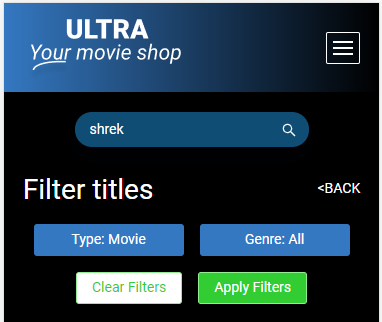 ULTRA
Your movie shop
shrek
Filter titles
<BACK
Type: Movie
Genre: All
Clear Filters
Apply Filters